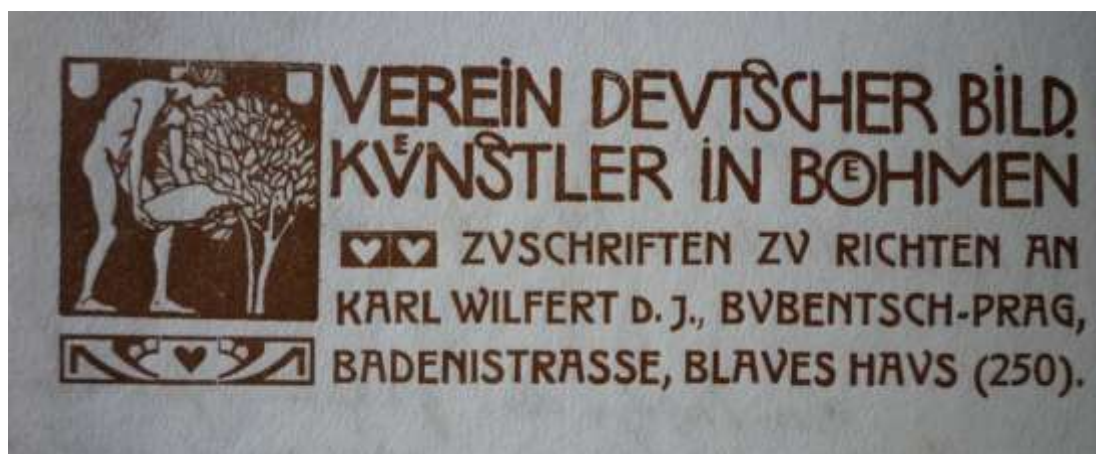 VEREIN DEVTSCHER BILD.
KVENSTLER IN BOEHMEN
ZVSCHRIFTEN ZV RICHTEN AN
KARL WILFERT D. J., BVBENTSCH-PRAG,
BADENISTRASSE, BLAVES HAVS (250).